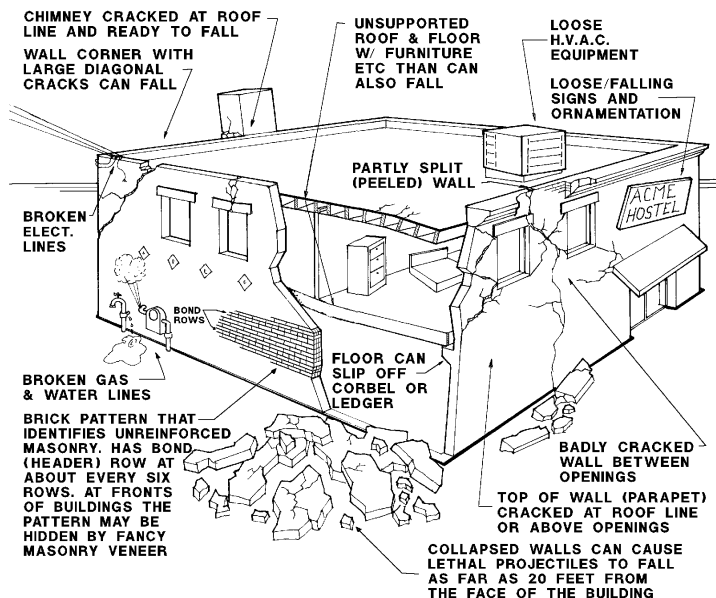 CHIMNEY CRACKED AT ROOF
LINE AND READY TO FALL
WALL CORNER WITH
LARGE DIAGONAL
CRACKS CAN FALL
UNSUPPORTED
ROOF & FLOOR
W/ FURNITURE
ETC THAN CAN
ALSO FALL
LOOSE
H.V.A.C.
EQUIPMENT
LOOSE/FALLING
SIGNS AND
ORNAMENTATION
PARTLY SPLIT
(PEELED) WALL
ACME
HOSTEL
BROKEN
ELECT.
LINES
BOND
ROWS
FLOOR CAN
SLIP OFF
CORBEL OR
LEDGER
BROKEN GAS
& WATER LINES
BRICK PATTERN THAT
IDENTIFIES UNREINFORCED
MASONRY. HAS BOND
(HEADER) ROW AT
ABOUT EVERY SIX
ROWS. AT FRONTS
OF BUILDINGS THE
PATTERN MAY BE
HIDDEN BY FANCY
MASONRY VENEER
BADLY CRACKED
WALL BETWEEN
OPENINGS
TOP OF WALL (PARAPET)
CRACKED AT ROOF LINE
OR ABOVE OPENINGS
COLLAPSED WALLS CAN CAUSE
LETHAL PROJECTILES TO FALL
AS FAR AS 20 FEET FROM
THE FACE OF THE BUILDING